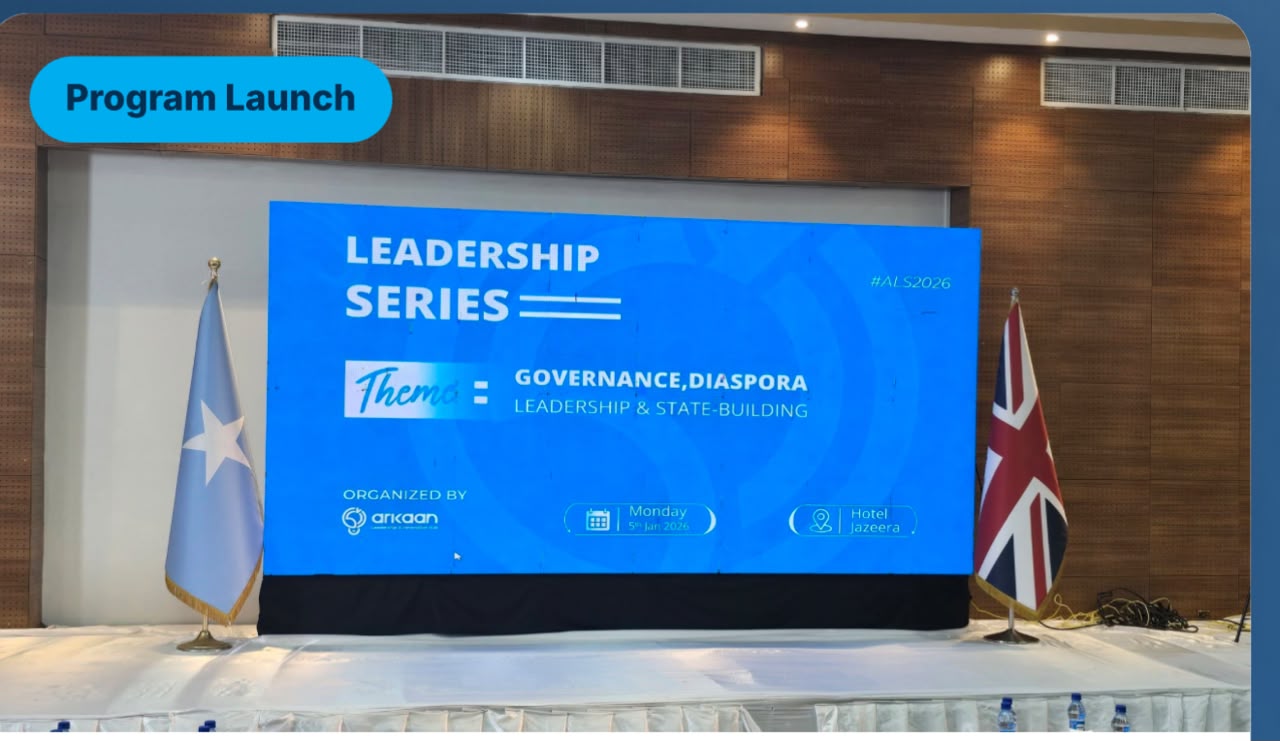 Program Launch
LEADERSHIP
SERIES
#ALS2026
Theme :
GOVERNANCE,DIASPORA
LEADERSHIP & STATE-BUILDING
ORGANIZED BY
arkaan
Monday
5th Jan 2026
Hotel
Jazeera